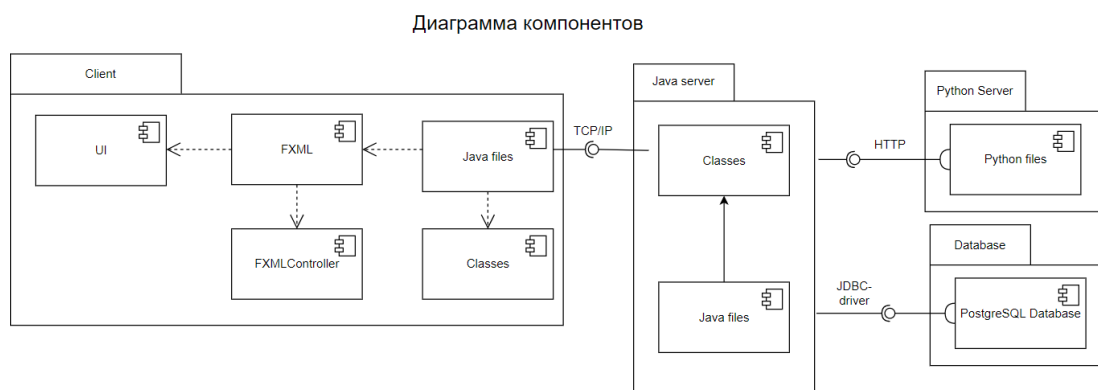 Диаграмма компонентов
Client
UI
FXML
Java files
FXMLController
Classes
TCP/IP
Java server
Classes
Java files
HTTP
Python Server
Python files
JDBC-
driver
Database
PostgreSQL Database